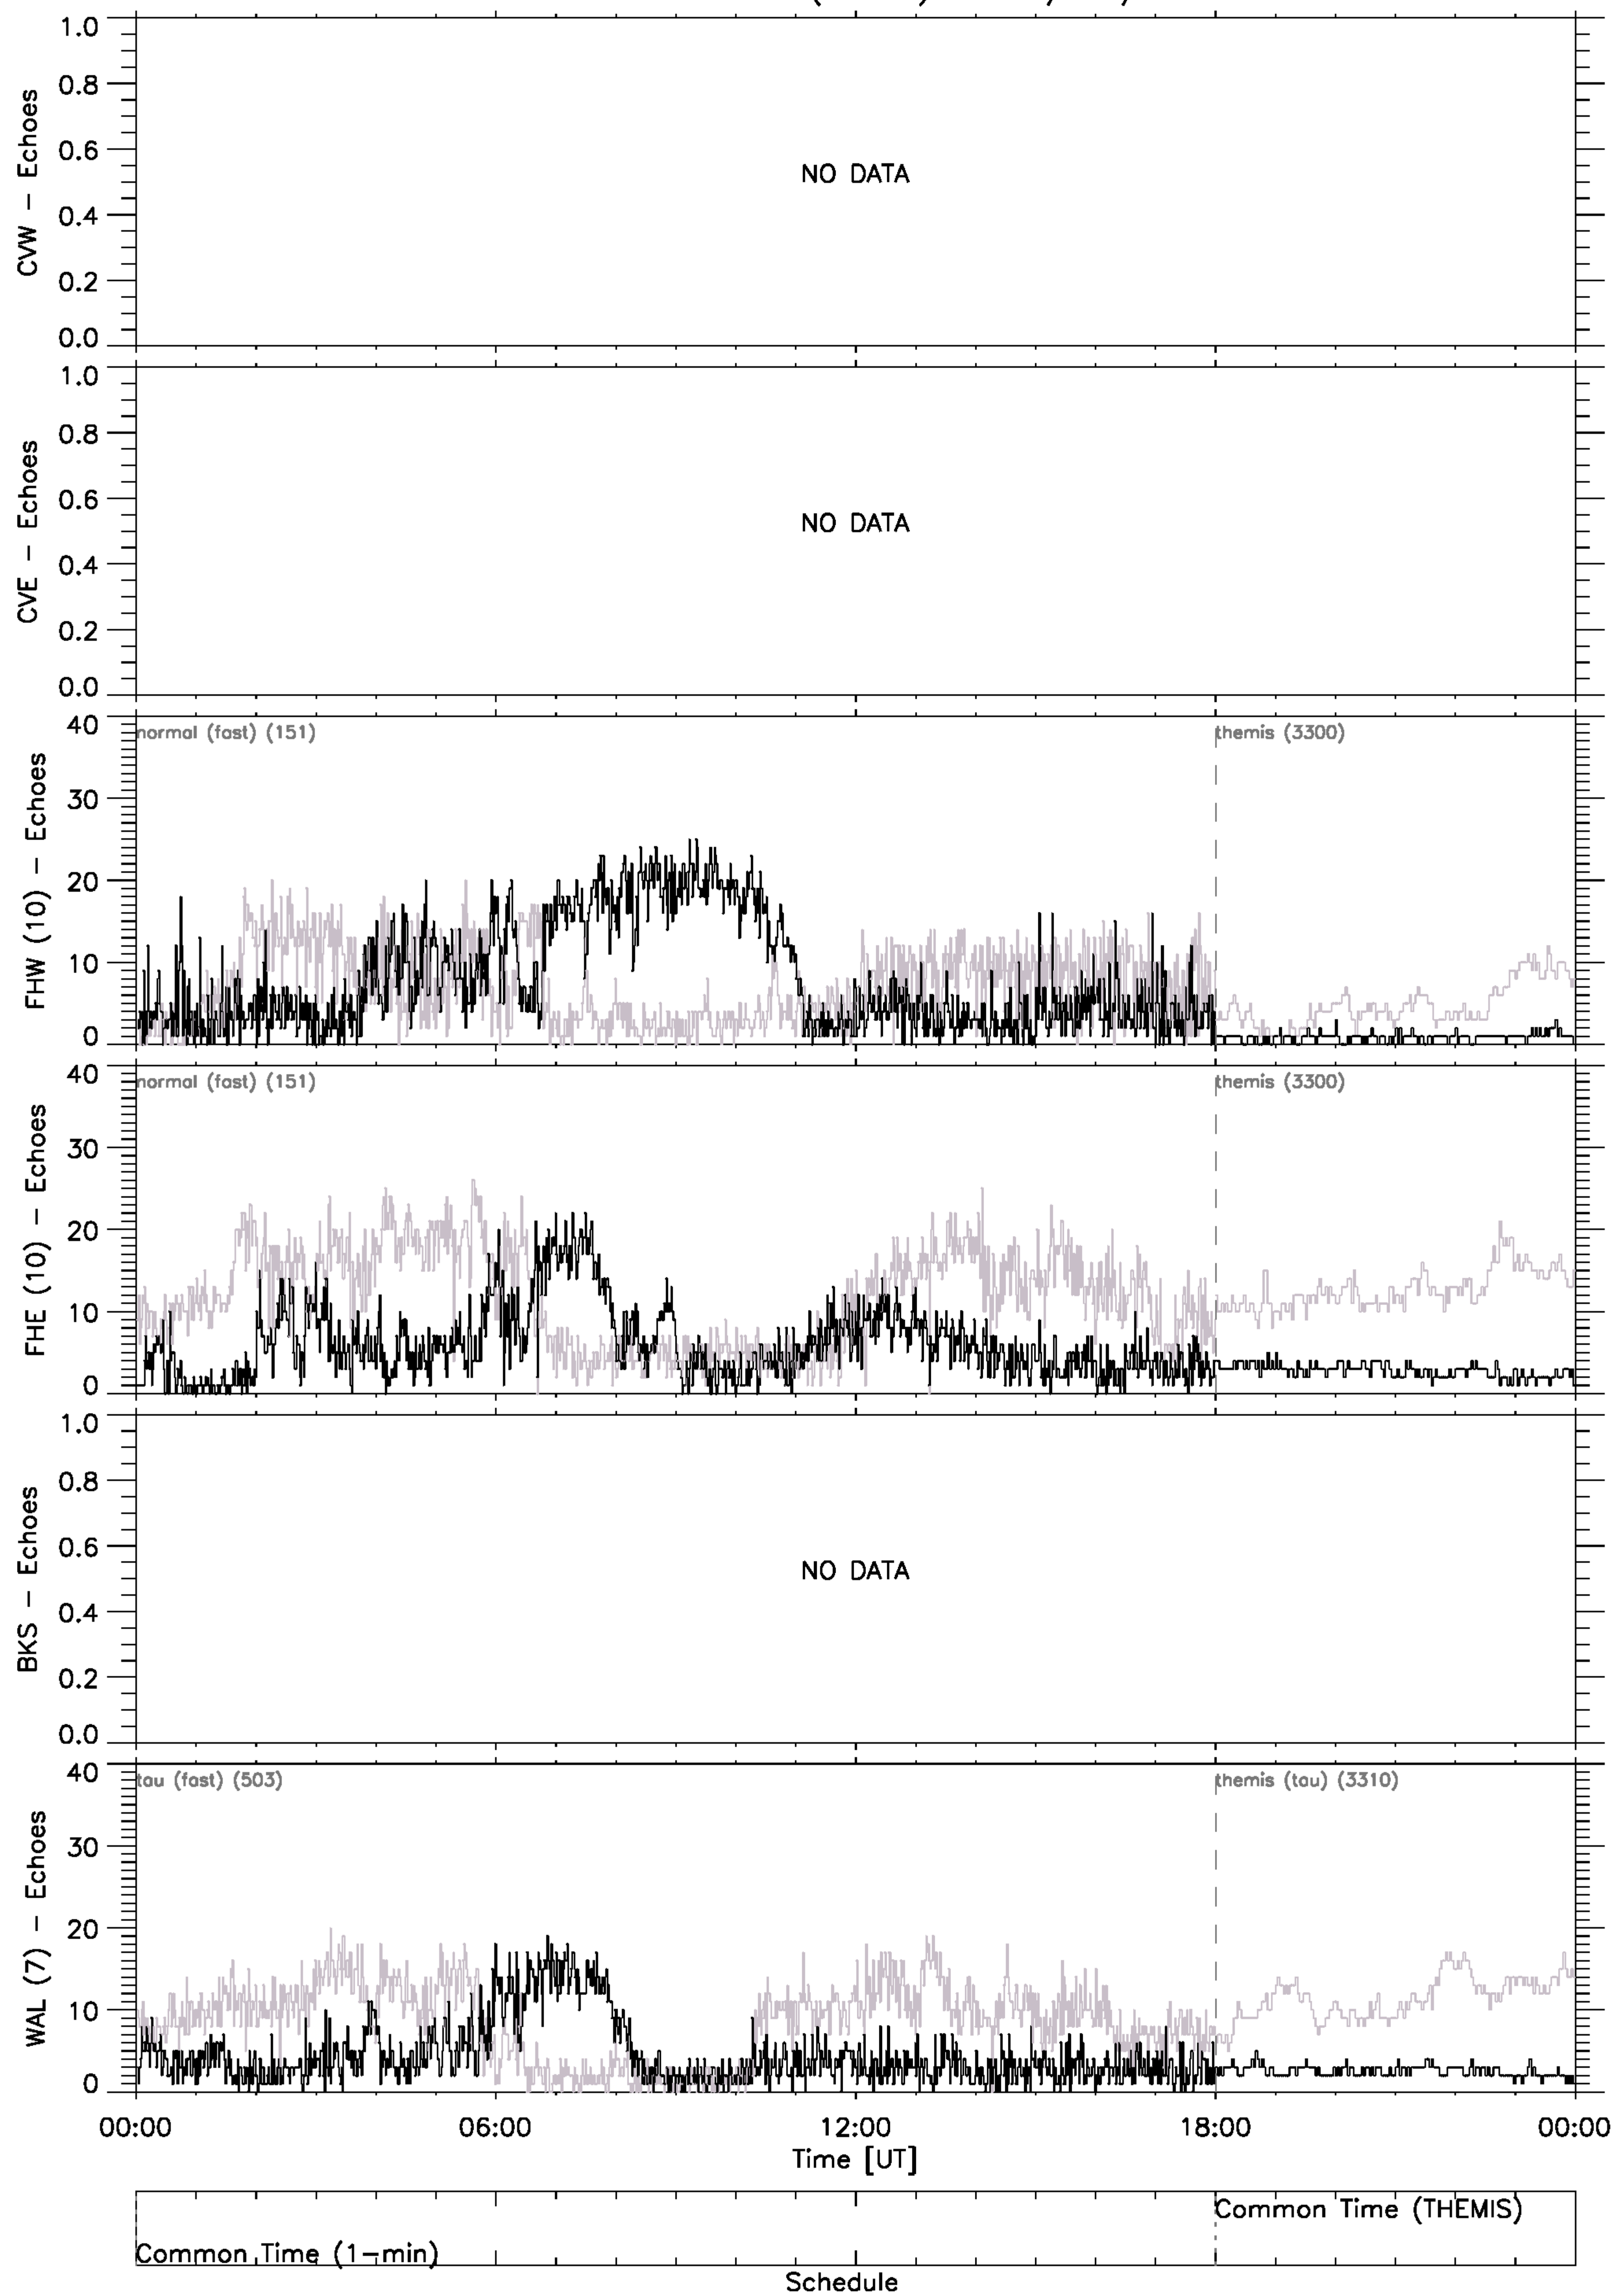 1.0
0.8
0.6
0.4
0.2
0.0
CVW – Echoes
NO DATA
1.0
0.8
0.6
0.4
0.2
0.0
CVE – Echoes
NO DATA
40
30
20
10
0
FHW (10) – Echoes
normal (fast) (151)
themis (3300)
40
30
20
10
0
FHE (10) – Echoes
normal (fast) (151)
themis (3300)
1.0
0.8
0.6
0.4
0.2
0.0
BKS – Echoes
NO DATA
40
30
20
10
0
WAL (7) – Echoes
tau (fast) (503)
themis (tau) (3310)
00:00 06:00 12:00 18:00 00:00
Time [UT]
Common Time (THEMIS)
Common Time (1–min)
Schedule